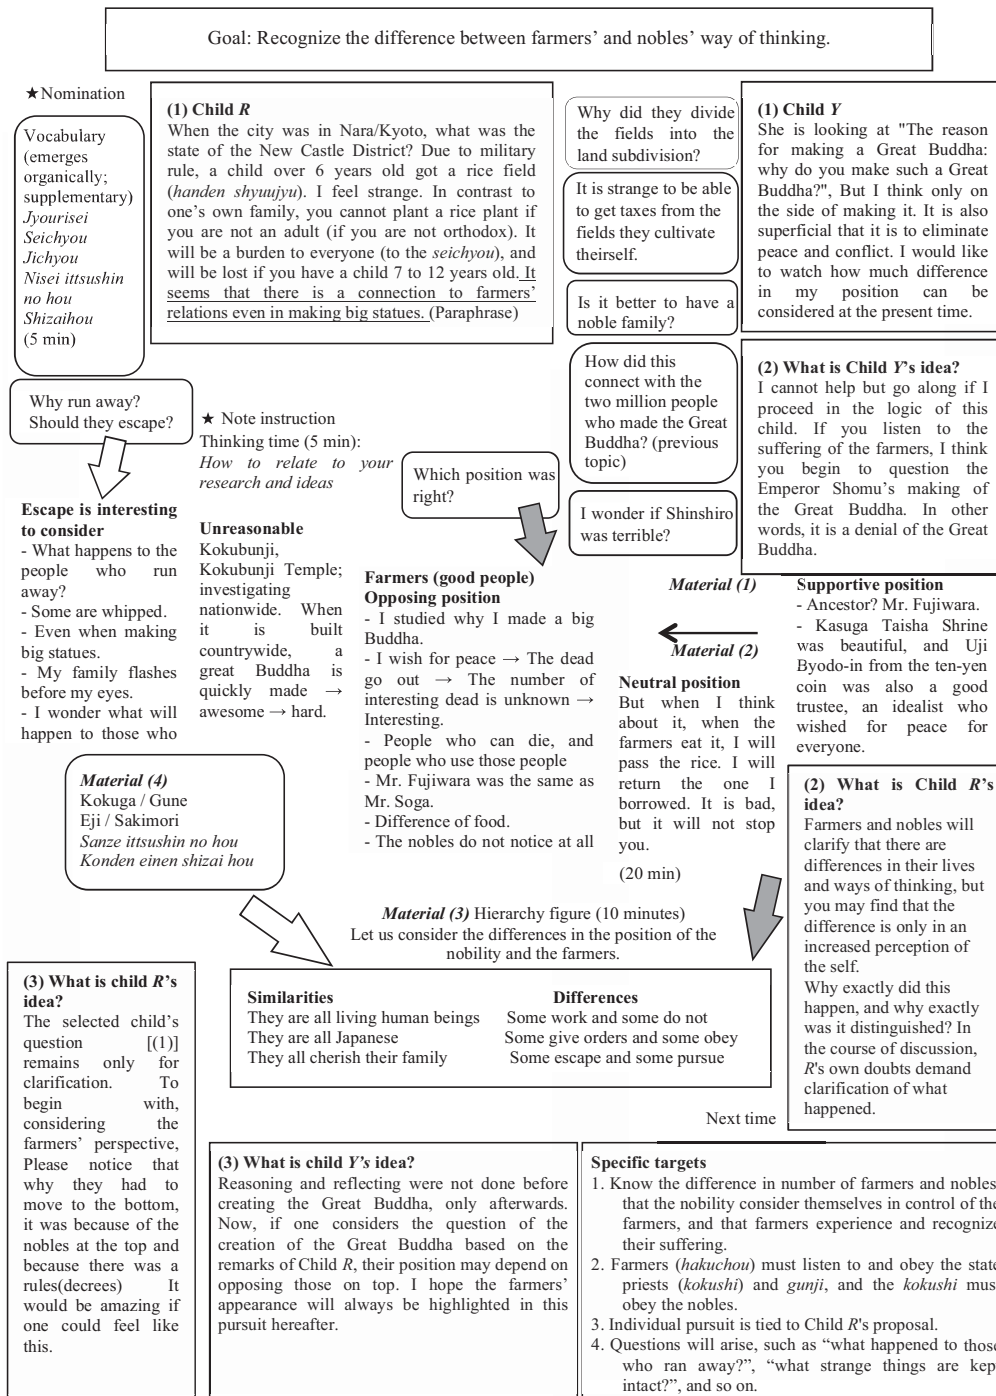 Goal: Recognize the difference between farmers’ and nobles’ way of thinking.
★Nomination
Vocabulary
(emerges
organically;
supplementary)
Jyourisei
Seichyou
Jichyou
Nisei ittsushin
no hou
Shizaihou
(5 min)
(1) Child R
When the city was in Nara/Kyoto, what was the
state of the New Castle District? Due to military
rule, a child over 6 years old got a rice field
(handen shyuujyu). I feel strange. In contrast to
one’s own family, you cannot plant a rice plant if
you are not an adult (if you are not orthodox). It
will be a burden to everyone (to the seichyou), and
will be lost if you have a child 7 to 12 years old. It
seems that there is a connection to farmers’
relations even in making big statues. (Paraphrase)
Why did they divide
the fields into the
land subdivision?
It is strange to be able
to get taxes from the
fields they cultivate
theirself.
Is it better to have a
noble family?
How did this
connect with the
two million people
who made the Great
Buddha? (previous
topic)
I wonder if Shinshiro
was terrible?
(1) Child Y
She is looking at "The reason
for making a Great Buddha:
why do you make such a Great
Buddha?", But I think only on
the side of making it. It is also
superficial that it is to eliminate
peace and conflict. I would like
to watch how much difference
in my position can be
considered at the present time.
(2) What is Child Y’s idea?
I cannot help but go along if I
proceed in the logic of this
child. If you listen to the
suffering of the farmers, I think
you begin to question the
Emperor Shomu’s making of
the Great Buddha. In other
words, it is a denial of the Great
Buddha.
Why run away?
Should they escape?
★ Note instruction
Thinking time (5 min):
How to relate to your
research and ideas
Which position was
right?
Escape is interesting
to consider
- What happens to the
people who run
away?
- Some are whipped.
- Even when making
big statues.
- My family flashes
before my eyes.
- I wonder what will
happen to those who
Unreasonable
Kokubunji,
Kokubunji Temple;
investigating
nationwide. When
it is built
countrywide, a
great Buddha is
quickly made →
awesome → hard.
Farmers (good people)
Opposing position
- I studied why I made a big
Buddha.
- I wish for peace → The dead
go out → The number of
interesting dead is unknown →
Interesting.
- People who can die, and
people who use those people
- Mr. Fujiwara was the same as
Mr. Soga.
- Difference of food.
- The nobles do not notice at all
Material (1)
Material (2)
Neutral position
But when I think
about it, when the
farmers eat it, I will
pass the rice. I will
return the one I
borrowed. It is bad,
but it will not stop
you.
(20 min)
Supportive position
- Ancestor? Mr. Fujiwara.
- Kasuga Taisha Shrine
was beautiful, and Uji
Byodo-in from the ten-yen
coin was also a good
trustee, an idealist who
wished for peace for
everyone.
Material (4)
Kokuga / Gune
Eji / Sakimori
Sanze ittsushin no hou
Konden einen shizai hou
(2) What is Child R’s
idea?
Farmers and nobles will
clarify that there are
differences in their lives
and ways of thinking, but
you may find that the
difference is only in an
increased perception of
the self.
Why exactly did this
happen, and why exactly
was it distinguished? In
the course of discussion,
R's own doubts demand
clarification of what
happened.
Material (3) Hierarchy figure (10 minutes)
Let us consider the differences in the position of the
nobility and the farmers.
Similarities Differences
They are all living human beings Some work and some do not
They are all Japanese Some give orders and some obey
They all cherish their family Some escape and some pursue
Next time
(3) What is child R’s
idea?
The selected child’s
question [(1)]
remains only for
clarification. To
begin with,
considering the
farmers’ perspective,
Please notice that
why they had to
move to the bottom,
it was because of the
nobles at the top and
because there was a
rules(decrees) It
would be amazing if
one could feel like
this.
(3) What is child Y’s idea?
Reasoning and reflecting were not done before
creating the Great Buddha, only afterwards.
Now, if one considers the question of the
creation of the Great Buddha based on the
remarks of Child R, their position may depend on
opposing those on top. I hope the farmers’
appearance will always be highlighted in this
pursuit hereafter.
Specific targets
1. Know the difference in number of farmers and nobles,
that the nobility consider themselves in control of the
farmers, and that farmers experience and recognize
their suffering.
2. Farmers (hakuchou) must listen to and obey the state
priests (kokushi) and gunji, and the kokushi must
obey the nobles.
3. Individual pursuit is tied to Child R's proposal.
4. Questions will arise, such as “what happened to those
who ran away?”, “what strange things are kept
intact?”, and so on.